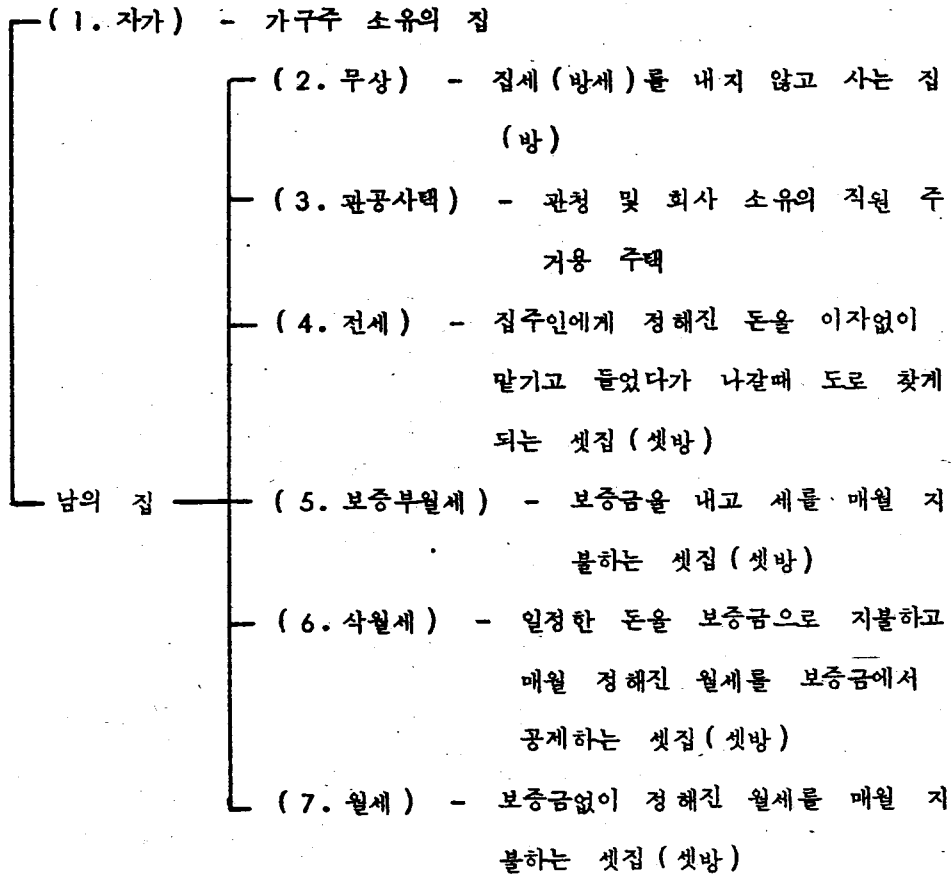 (1. 자가) - 가구주 소유의 집
(2. 무상) - 집세(방세)를 내지 않고 사는 집
(방)
(3. 관공사택) - 관청 및 회사 소유의 직원 주
거용 주택
(4. 전세) - 집주인에게 정해진 돈을 이자없이
맡기고 들었다가 나갈때 도로 찾게
되는 셋집(셋방)
남의 집
(5. 보증부월세) - 보증금을 내고 세를 매월 지
불하는 셋집(셋방)
(6. 삭월세) - 일정한 돈을 보증금으로 지불하고
매월 정해진 월세를 보증금에서
공제하는 셋집(셋방)
(7. 월세) - 보증금없이 정해진 월세를 매월 지
불하는 셋집(셋방)